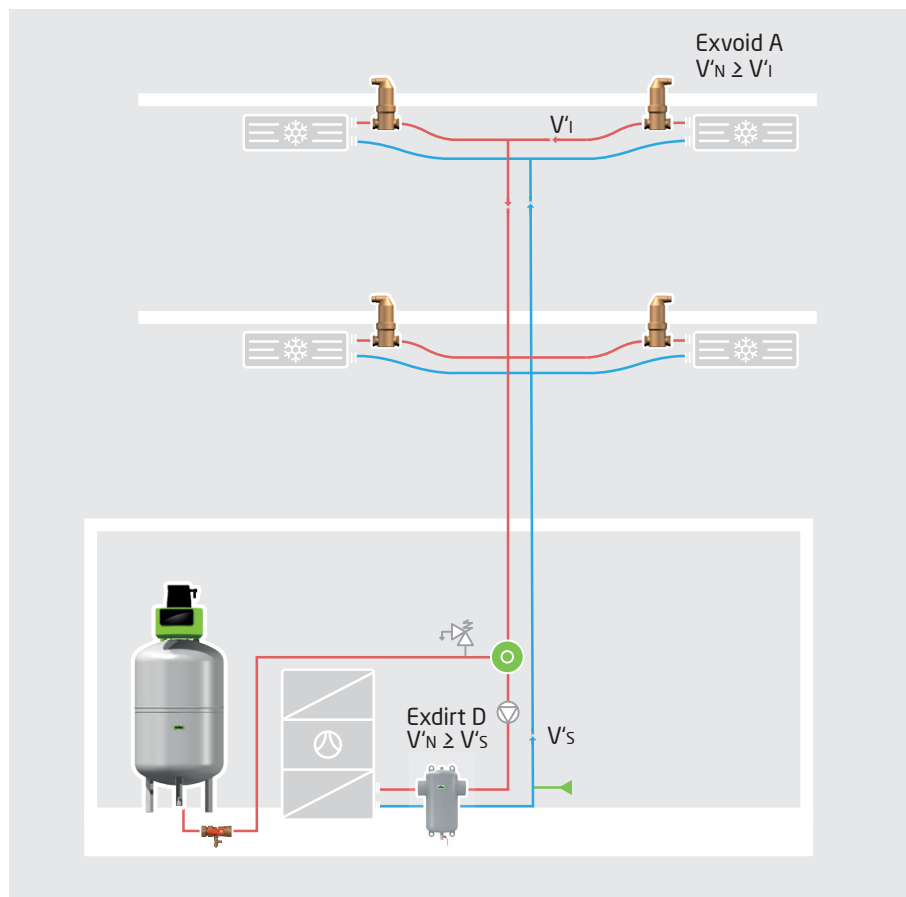 Exvoid A
V‘N ≥ V‘I
V‘I
Exdirt D
V‘N ≥ V‘S
V‘S